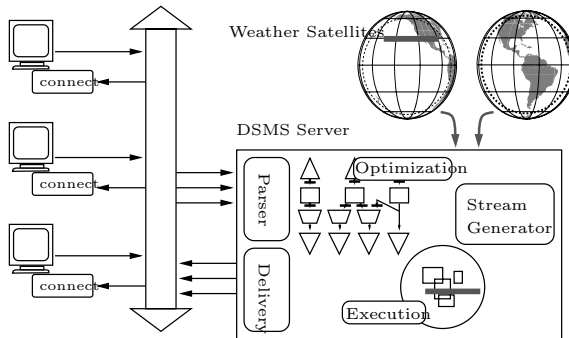 Weather Satellites
connect
DSMS Server
connect
connect
Parser
Optimization
Stream
Generator
Delivery
Execution